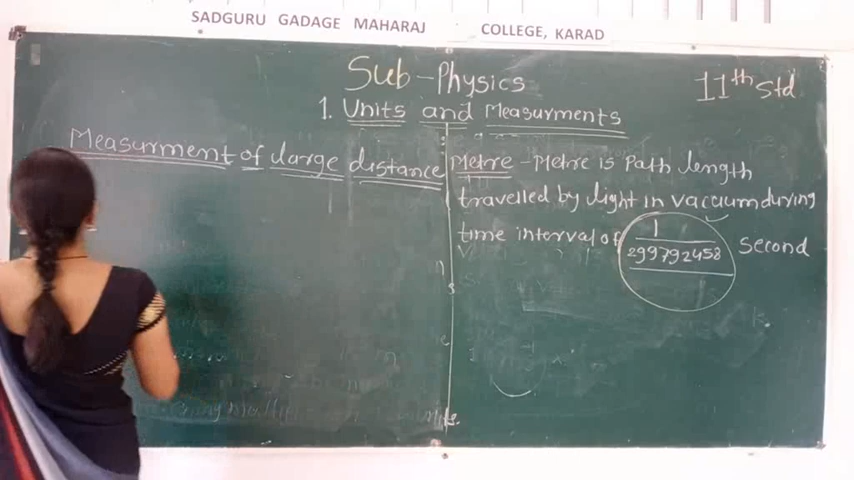 SADGURU GADAGE MAHARAJ COLLEGE, KARAD
Sub-Physics
11th Std
1. Units and Measurments
Measurment of large distance
Metre - Metre is Path length
travelled by light in vacuum during
time interval of 1/299792458 second